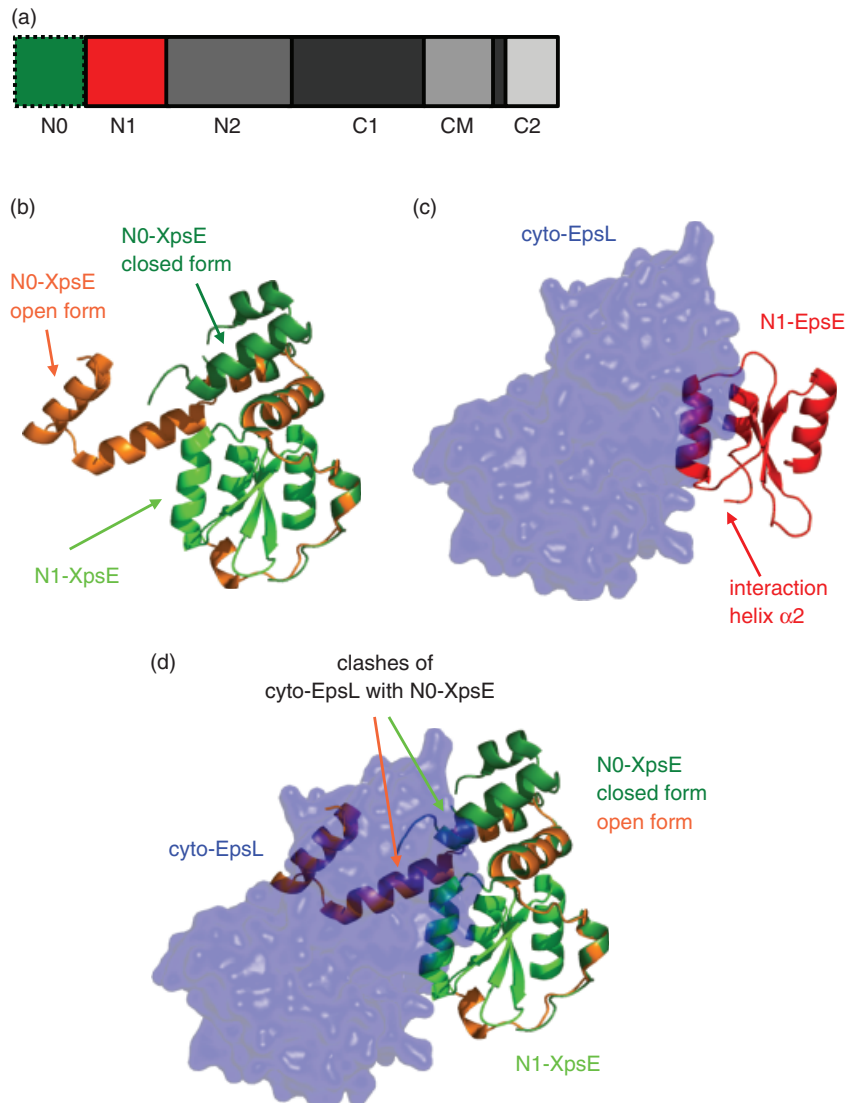 (a)
N0 N1 N2 C1 CM C2
(b)
N0-XpsE
closed form
N0-XpsE
open form
N1-XpsE
(c)
cyto-EpsL
N1-EpsE
interaction
helix α2
(d)
clashes of
cyto-EpsL with N0-XpsE
N0-XpsE
closed form
open form
cyto-EpsL
N1-XpsE